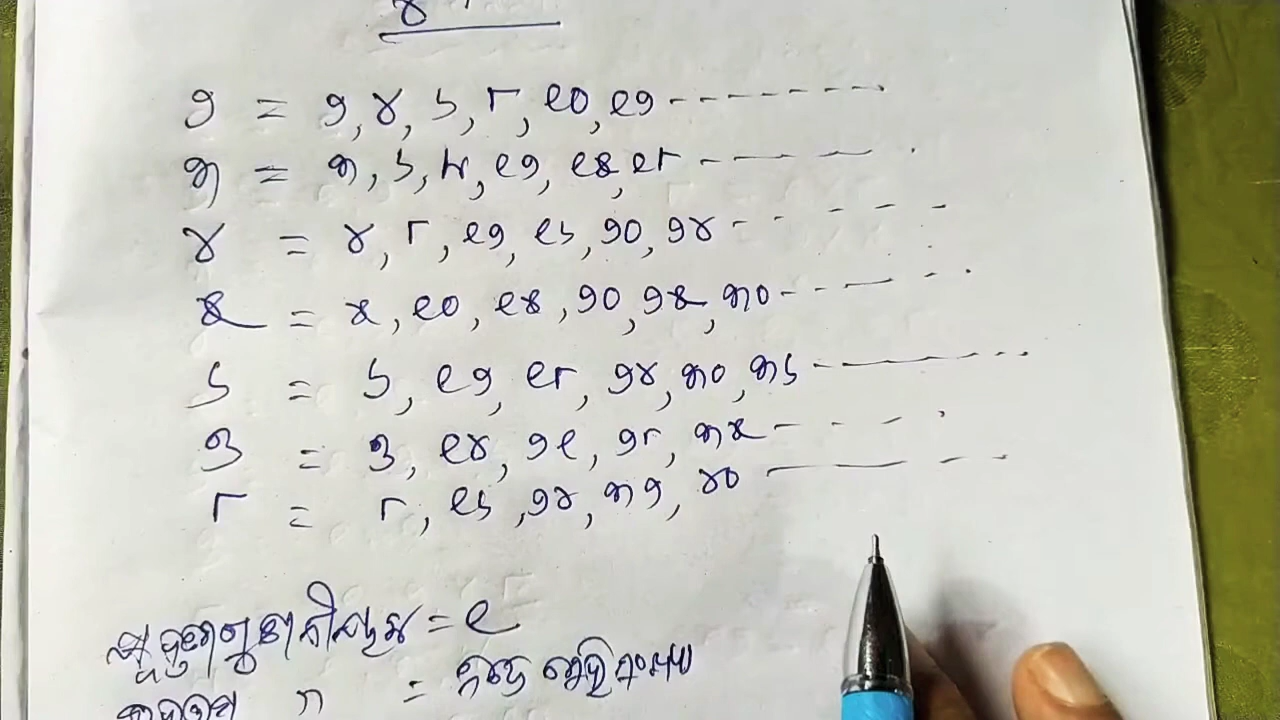 ୨ = ୨, ୪, ୬, ୮, ୧୦, ୧୨ --------
୩ = ୩, ୬, ୯, ୧୨, ୧୫, ୧୮ -----
୪ = ୪, ୮, ୧୨, ୧୬, ୨୦, ୨୪ -----
୫ = ୫, ୧୦, ୧୫, ୨୦, ୨୫, ୩୦ -----
୬ = ୬, ୧୨, ୧୮, ୨୪, ୩୦, ୩୬ -----
୭ = ୭, ୧୪, ୨୧, ୨୮, ୩୫ -----
୮ = ୮, ୧୬, ୨୪, ୩୨, ୪୦ -----
= ୧
=